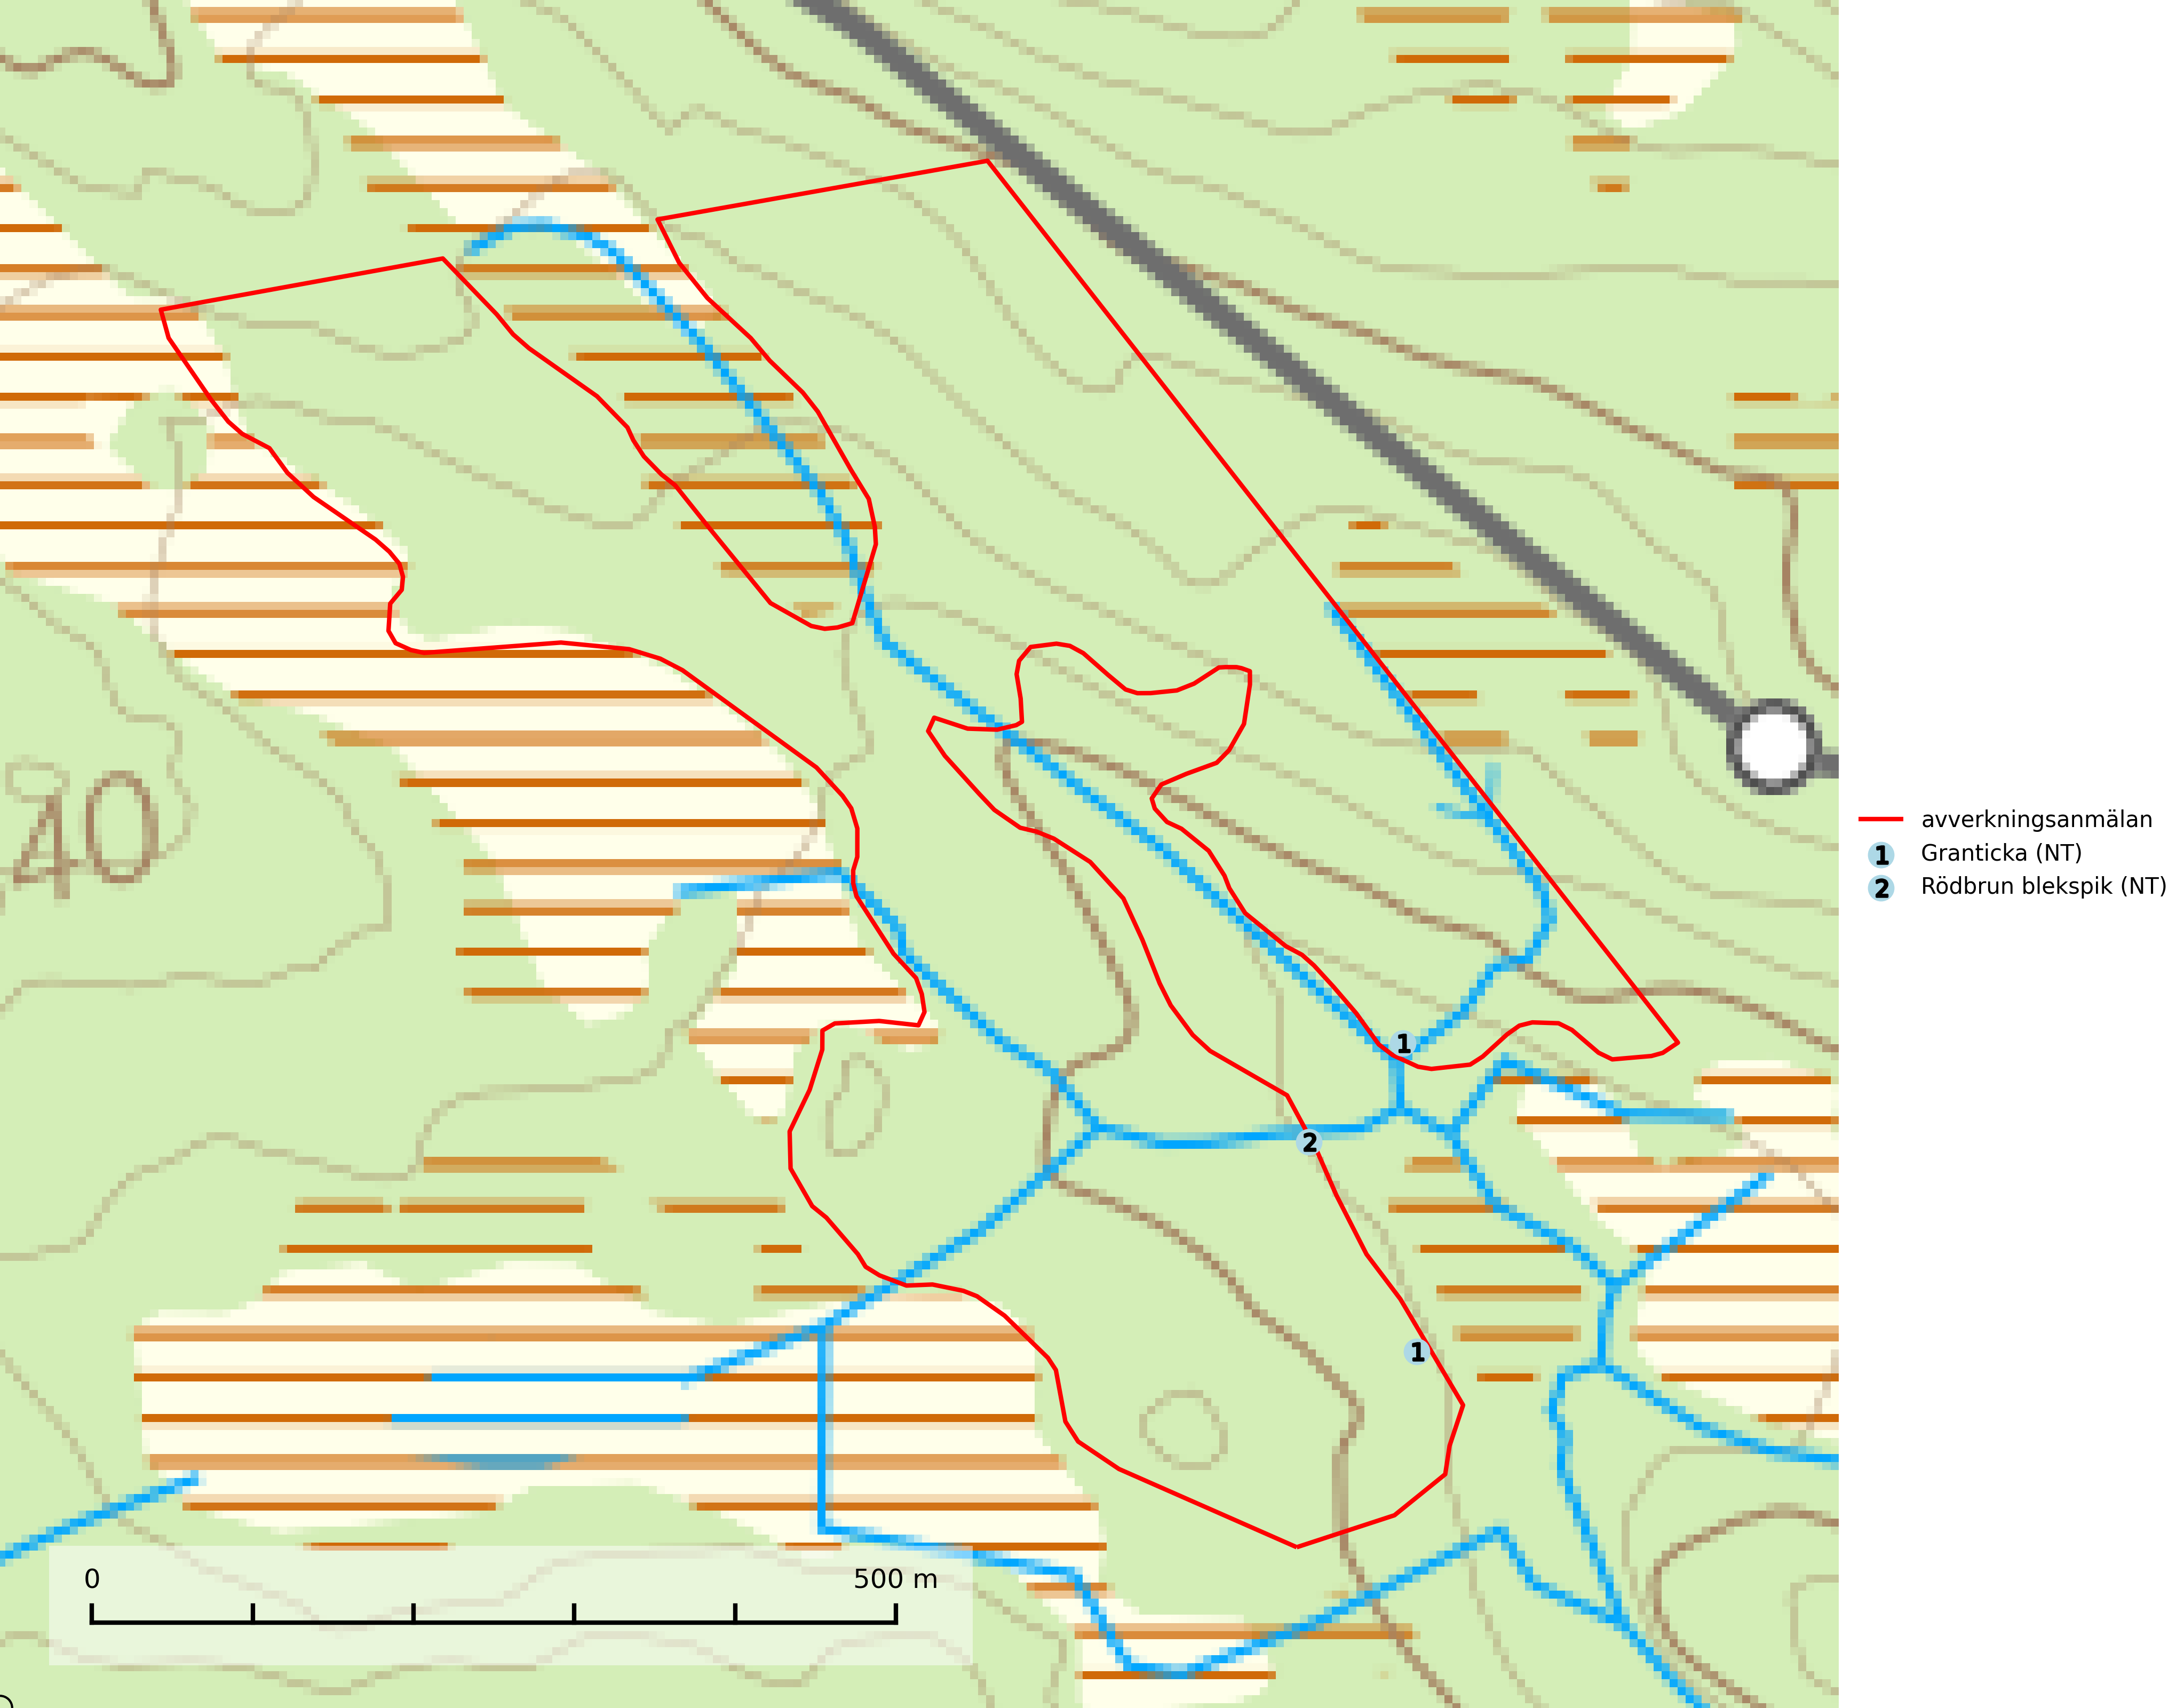 40
1
avverkningsanmälan
1 Granticka (NT)
2 Rödbrun blekspik (NT)
2
1
0 500 m